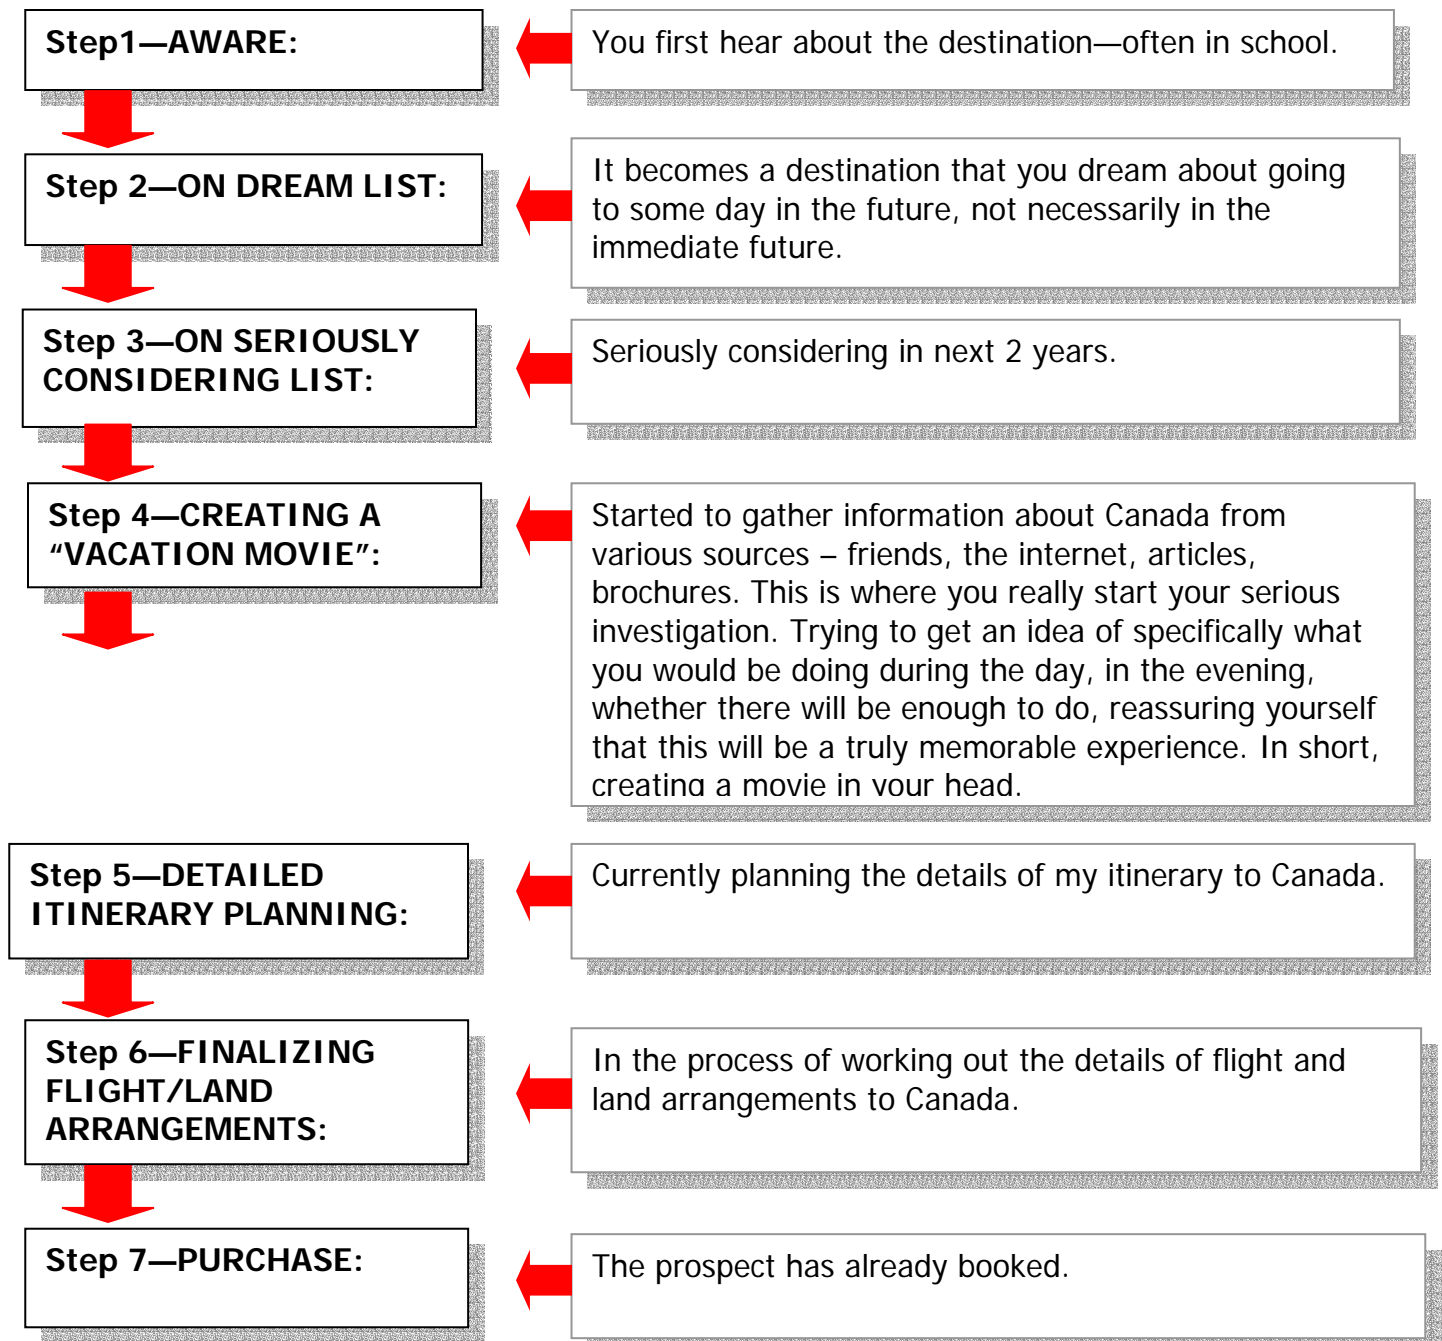 Step1—AWARE:
You first hear about the destination—often in school.
Step 2—ON DREAM LIST:
It becomes a destination that you dream about going
to some day in the future, not necessarily in the
immediate future.
Step 3—ON SERIOUSLY
CONSIDERING LIST:
Seriously considering in next 2 years.
Step 4—CREATING A
“VACATION MOVIE”:
Started to gather information about Canada from
various sources – friends, the internet, articles,
brochures. This is where you really start your serious
investigation. Trying to get an idea of specifically what
you would be doing during the day, in the evening,
whether there will be enough to do, reassuring yourself
that this will be a truly memorable experience. In short,
creating a movie in your head.
Step 5—DETAILED
ITINERARY PLANNING:
Currently planning the details of my itinerary to Canada.
Step 6—FINALIZING
FLIGHT/LAND
ARRANGEMENTS:
In the process of working out the details of flight and
land arrangements to Canada.
Step 7—PURCHASE:
The prospect has already booked.